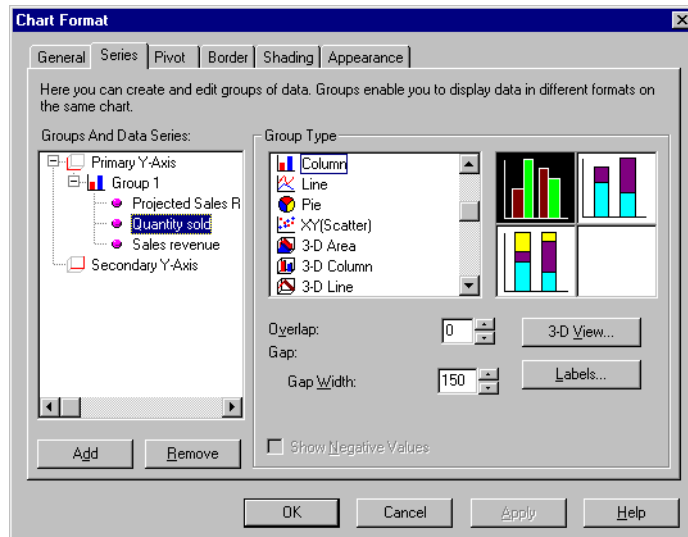 Chart Format
General Series Pivot Border Shading Appearance
Here you can create and edit groups of data. Groups enable you to display data in different formats on
the same chart.
Groups And Data Series:
Primary Y-Axis
Group 1
Projected Sales R
Quantity sold
Sales revenue
Secondary Y-Axis
Add Remove
Group Type
Column
Line
Pie
XY(Scatter)
3-D Area
3-D Column
3-D Line
Overlap: 0 3-D View...
Gap:
Gap Width: 150 Labels...
Show Negative Values
OK Cancel Apply Help